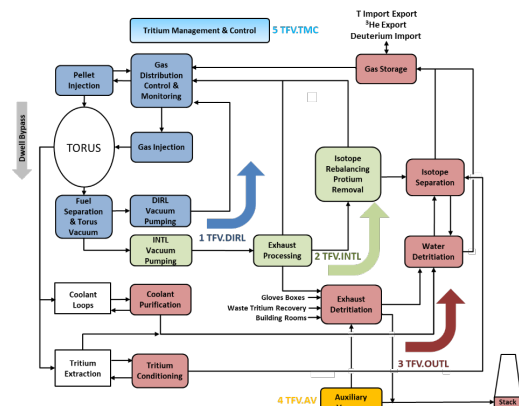 T Import Export
³He Export
Deuterium Import
Tritium Management & Control
5 TFV.TMC
Gas
Distribution
Control &
Monitoring
Gas Storage
Pellet
Injection
Dwell Bypass
TORUS
Gas Injection
Isotope
Rebalancing
Protium
Removal
Isotope
Separation
Fuel
Separation
& Torus
Vacuum
DIRL
Vacuum
Pumping
1 TFV.DIRL
INTL
Vacuum
Pumping
Exhaust
Processing
2 TFV.INTL
Water
Detritiation
Coolant
Loops
Coolant
Purification
Gloves Boxes
Waste Tritium Recovery
Building Rooms
Exhaust
Detritiation
3 TFV.OUTL
Tritium
Extraction
Tritium
Conditioning
4 TFV.AV
Auxiliary
Stack